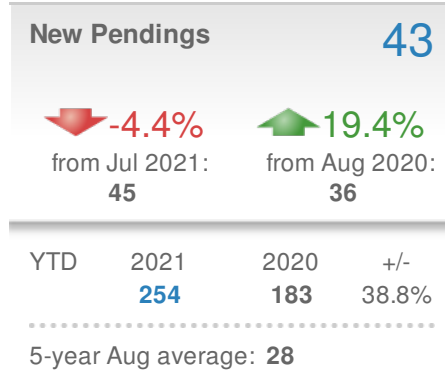 New Pendings 43
-4.4% 19.4%
from Jul 2021: from Aug 2020:
45 36
YTD 2021 2020 +/-
254 183 38.8%
5-year Aug average: 28